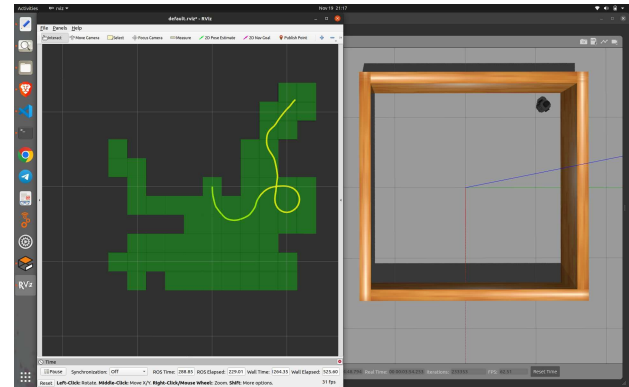 Activities
RViz
Nov 19 21:17
default.rviz* - RViz
File Panels Help
Interact Move Camera Select Focus Camera Measure 2D Pose Estimate 2D Nav Goal Publish Point
RViz
Time
Pause Synchronization: Off ROS Time: 288.85 ROS Elapsed: 229.01 Wall Time: 1264.35 Wall Elapsed: 525.60
Reset Left-Click: Rotate. Middle-Click: Move X/Y. Right-Click/Mouse Wheel: Zoom. Shift: More options. 31 fps
Real Time: Iterations: FPS: Reset Time